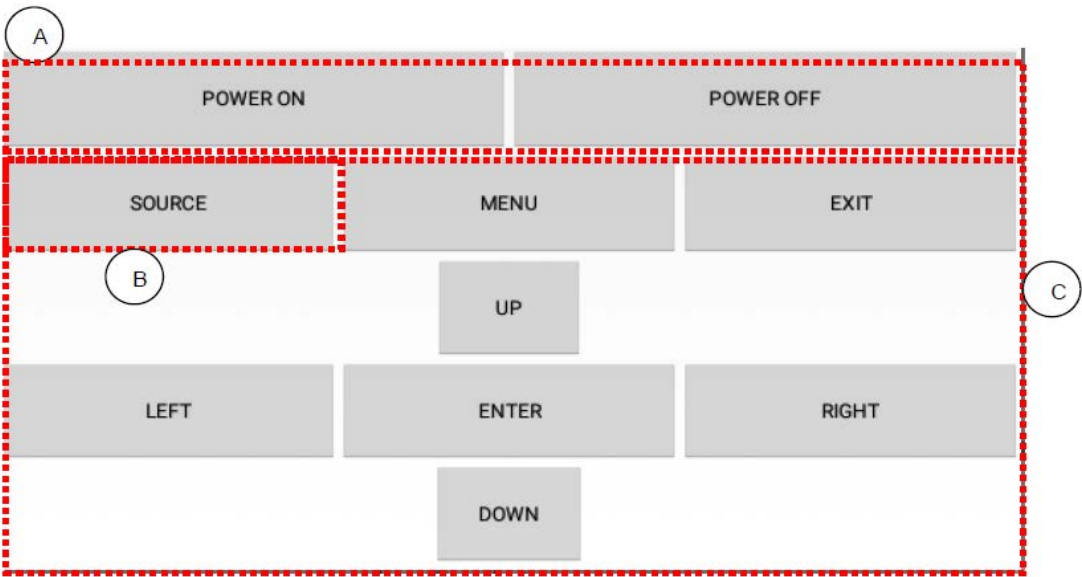 A
POWER ON POWER OFF
SOURCE MENU EXIT
B
UP
C
LEFT ENTER RIGHT
DOWN